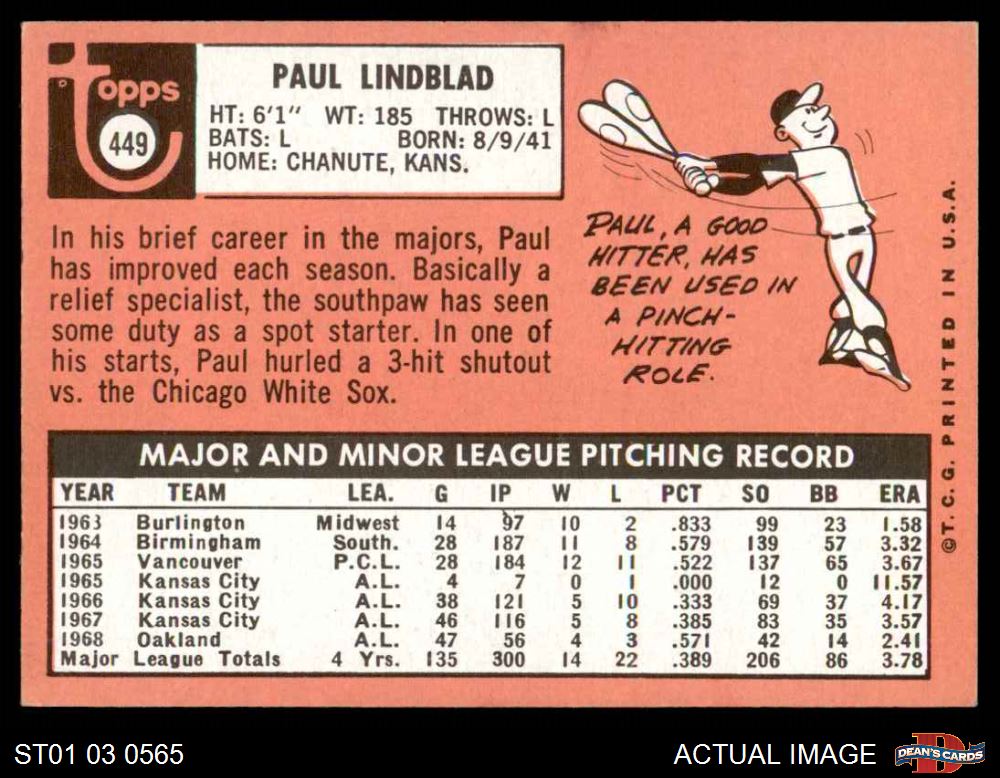 Topps
449
PAUL LINDBLAD
HT: 6'1" WT: 185 THROWS: L
BATS: L BORN: 8/9/41
HOME: CHANUTE, KANS.
In his brief career in the majors, Paul
has improved each season. Basically a
relief specialist, the southpaw has seen
some duty as a spot starter. In one of
his starts, Paul hurled a 3-hit shutout
vs. the Chicago White Sox.
PAUL, A GOOD
HITTER, HAS
BEEN USED IN
A PINCH-
HITTING
ROLE.
©T. C. G. PRINTED IN U.S.A.
MAJOR AND MINOR LEAGUE PITCHING RECORD
YEAR TEAM LEA. G IP W L PCT SO BB ERA
1963 Burlington Midwest 14 97 10 2 .833 99 23 1.58
1964 Birmingham South. 28 187 11 8 .579 139 57 3.32
1965 Vancouver P.C.L. 28 184 12 11 .522 137 65 3.67
1965 Kansas City A.L. 4 7 0 1 .000 12 0 11.57
1966 Kansas City A.L. 38 121 5 10 .333 69 37 4.17
1967 Kansas City A.L. 46 116 5 8 .385 83 35 3.57
1968 Oakland A.L. 47 56 4 3 .571 42 14 2.41
Major League Totals 4 Yrs. 135 300 14 22 .389 206 86 3.78
ST01 03 0565
ACTUAL IMAGE
DEAN'S CARDS